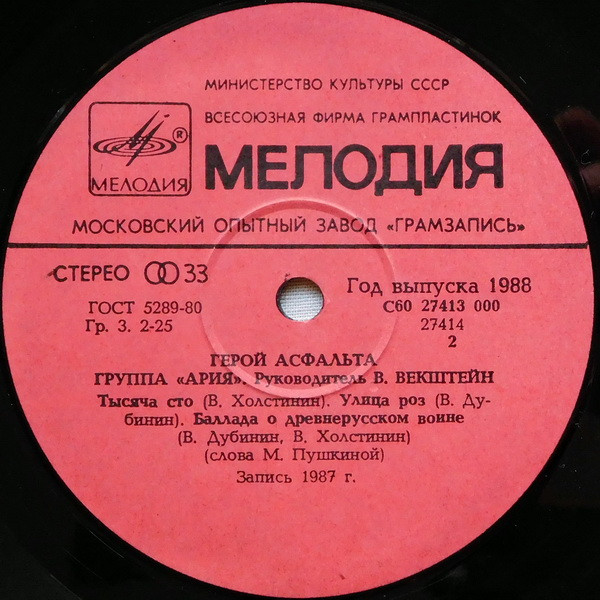 МИНИСТЕРСТВО КУЛЬТУРЫ СССР
ВСЕСОЮЗНАЯ ФИРМА ГРАМПЛАСТИНОК
®
МЕЛОДИЯ
МЕЛОДИЯ
МОСКОВСКИЙ ОПЫТНЫЙ ЗАВОД «ГРАМЗАПИСЬ»
СТЕРЕО 33
Год выпуска 1988
ГОСТ 5289-80
С60 27413 000
Гр. 3. 2-25
27414
2
ГЕРОЙ АСФАЛЬТА
ГРУППА «АРИЯ». Руководитель В. ВЕКШТЕЙН
Тысяча сто (В. Холстинин). Улица роз (В. Ду-
бинин). Баллада о древнерусском воине
(В. Дубинин, В. Холстинин)
(слова М. Пушкиной)
Запись 1987 г.